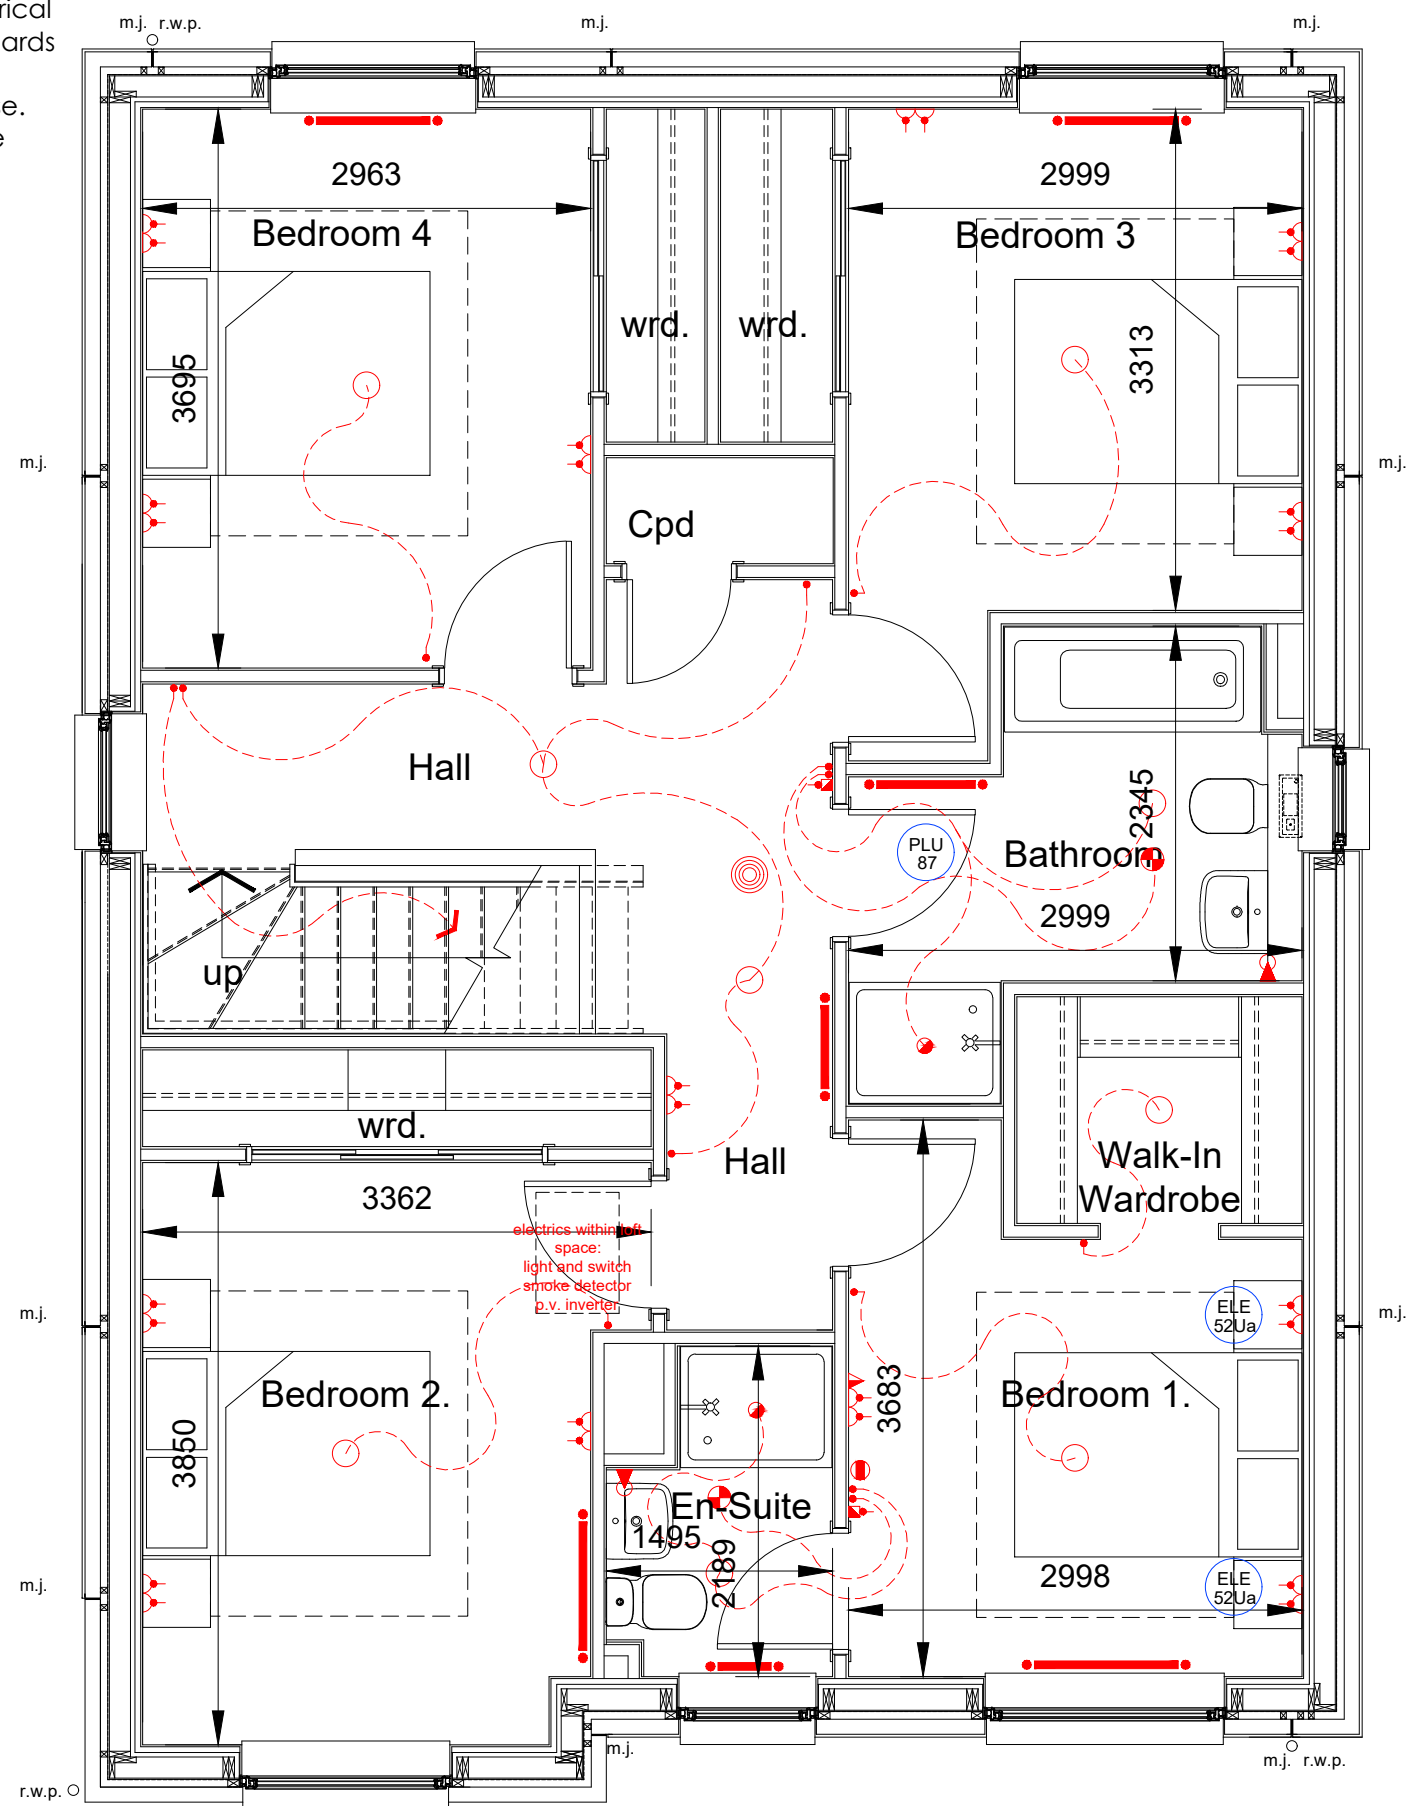 rical
ards
e.
e
m.j. r.w.p.
m.j.
m.j.
2963
2999
Bedroom 4
Bedroom 3
wrd.
wrd.
3695
3313
m.j.
m.j.
Cpd
Hall
2345
PLU
87
Bathroom
2999
up
wrd.
Hall
Walk-In
Wardrobe
3362
electrics within loft
space:
light and switch
smoke detector
p.v. inverter
m.j.
m.j.
ELE
52Ua
Bedroom 2.
3683
Bedroom 1.
3850
En-Suite
1495
2189
2998
ELE
52Ua
m.j.
m.j.
m.j. r.w.p.
r.w.p.